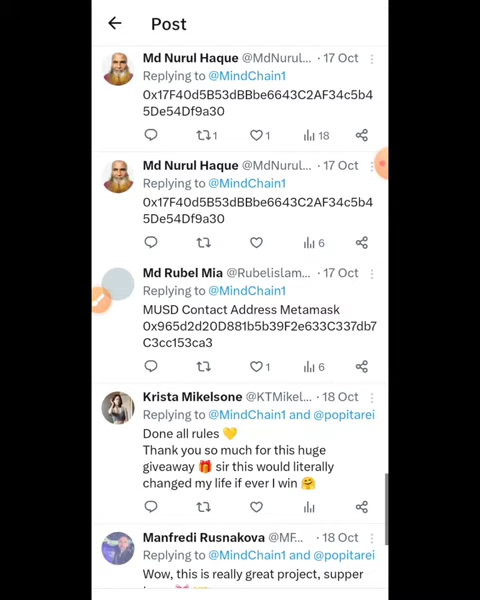 Post
Md Nurul Haque @MdNurul... · 17 Oct
Replying to @MindChain1
0x17F40d5B53dBBbe6643C2AF34c5b4
5De54Df9a30
1 1 18
Md Nurul Haque @MdNurul... · 17 Oct
Replying to @MindChain1
0x17F40d5B53dBBbe6643C2AF34c5b4
5De54Df9a30
6
Md Rubel Mia @Rubelislam... · 17 Oct
Replying to @MindChain1
MUSD Contact Address Metamask
0x965d2d20D881b5b39F2e633C337db7
C3cc153ca3
1 6
Krista Mikelsone @KTMikel... · 18 Oct
Replying to @MindChain1 and @popitarei
Done all rules 💛
Thank you so much for this huge
giveaway 🎁 sir this would literally
changed my life if ever I win 🤗
Manfredi Rusnakova @MF... · 18 Oct
Replying to @MindChain1 and @popitarei
Wow, this is really great project, supper